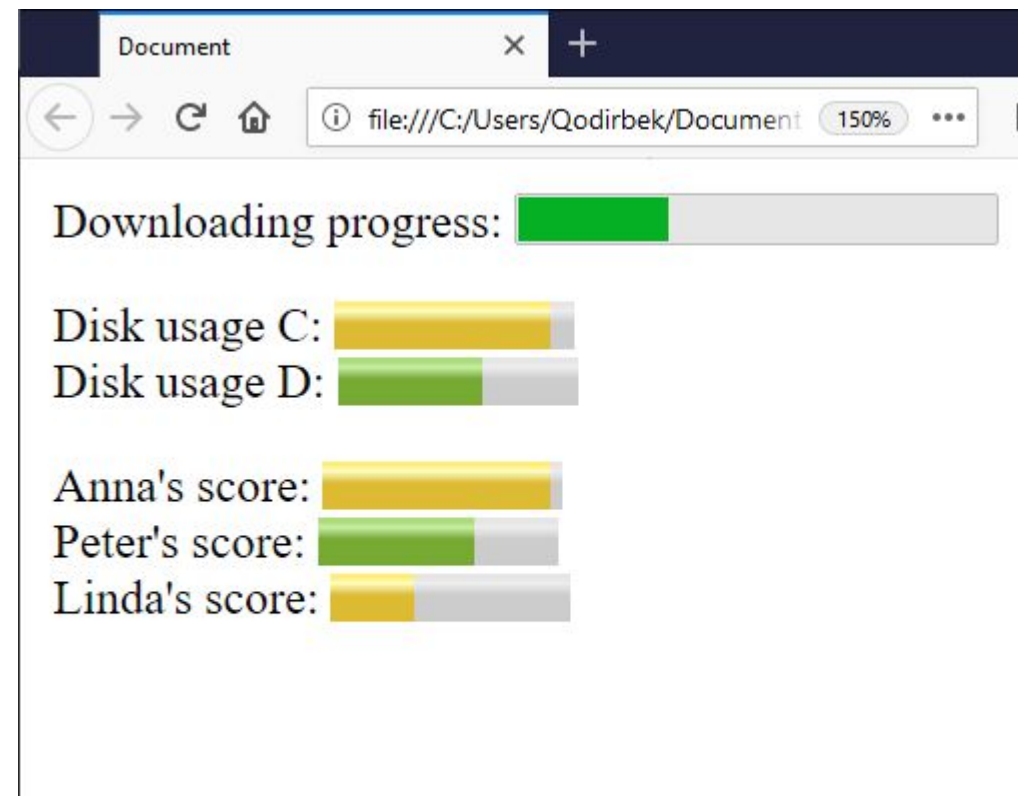 Document
file:///C:/Users/Qodirbek/Document 150%
Downloading progress:
Disk usage C:
Disk usage D:
Anna's score:
Peter's score:
Linda's score: